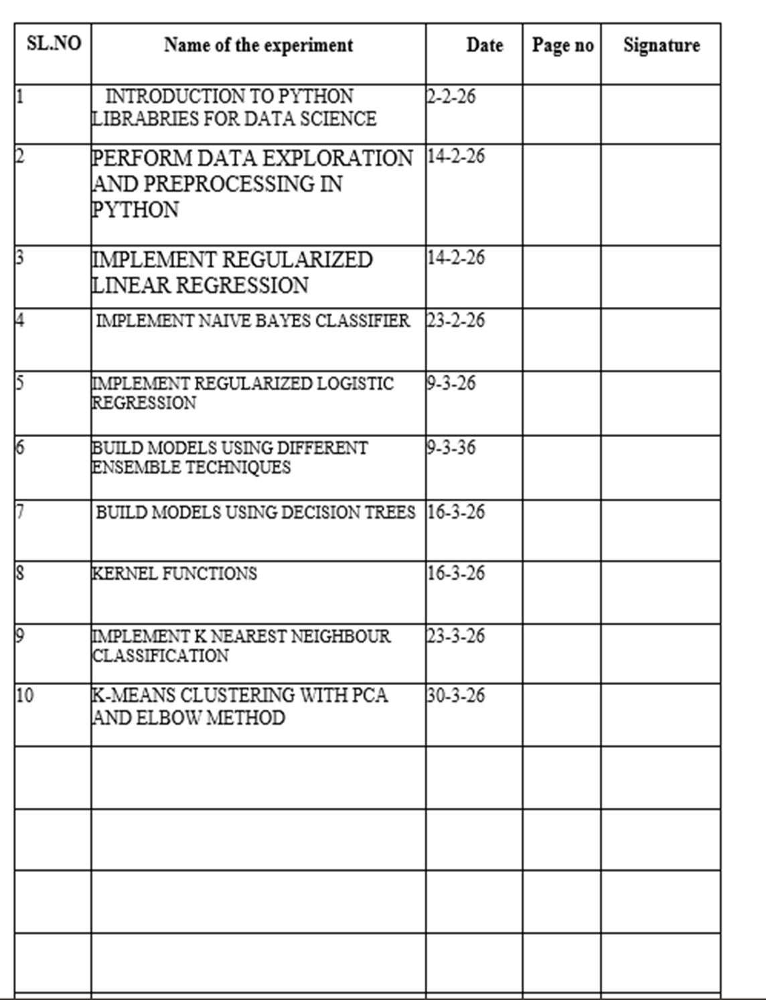 SL.NO Name of the experiment Date Page no Signature
1 INTRODUCTION TO PYTHON 2-2-26
LIBRABRIES FOR DATA SCIENCE
2 PERFORM DATA EXPLORATION 14-2-26
AND PREPROCESSING IN
PYTHON
3 IMPLEMENT REGULARIZED 14-2-26
LINEAR REGRESSION
4 IMPLEMENT NAIVE BAYES CLASSIFIER 23-2-26
5 IMPLEMENT REGULARIZED LOGISTIC 9-3-26
REGRESSION
6 BUILD MODELS USING DIFFERENT 9-3-36
ENSEMBLE TECHNIQUES
7 BUILD MODELS USING DECISION TREES 16-3-26
8 KERNEL FUNCTIONS 16-3-26
9 IMPLEMENT K NEAREST NEIGHBOUR 23-3-26
CLASSIFICATION
10 K-MEANS CLUSTERING WITH PCA 30-3-26
AND ELBOW METHOD